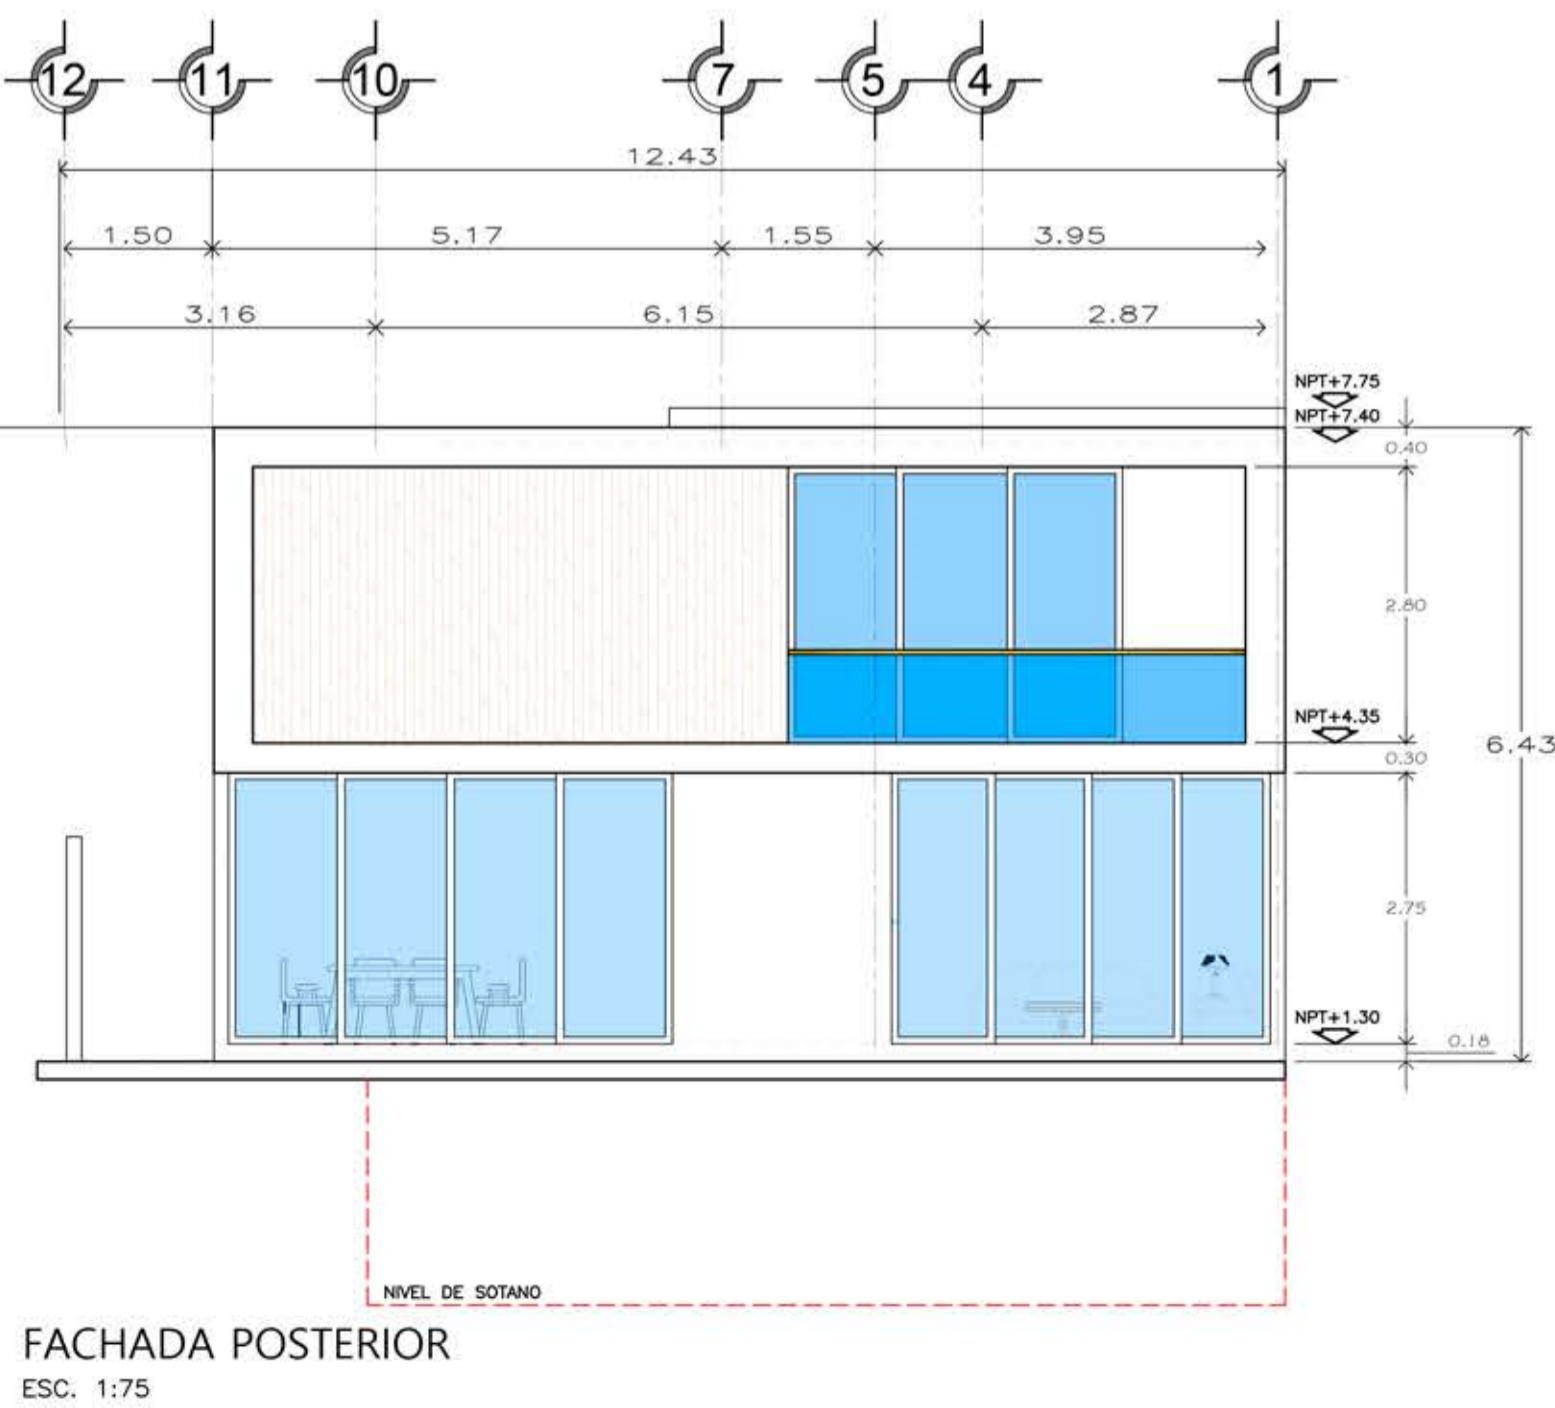 12 11 10 7 5 4 1
12.43
1.50 5.17 1.55 3.95
3.16 6.15 2.87
NPT+7.75
NPT+7.40
0.40
2.80
NPT+4.35
6.43
0.30
2.75
NPT+1.30
0.18
NIVEL DE SOTANO
FACHADA POSTERIOR
ESC. 1:75